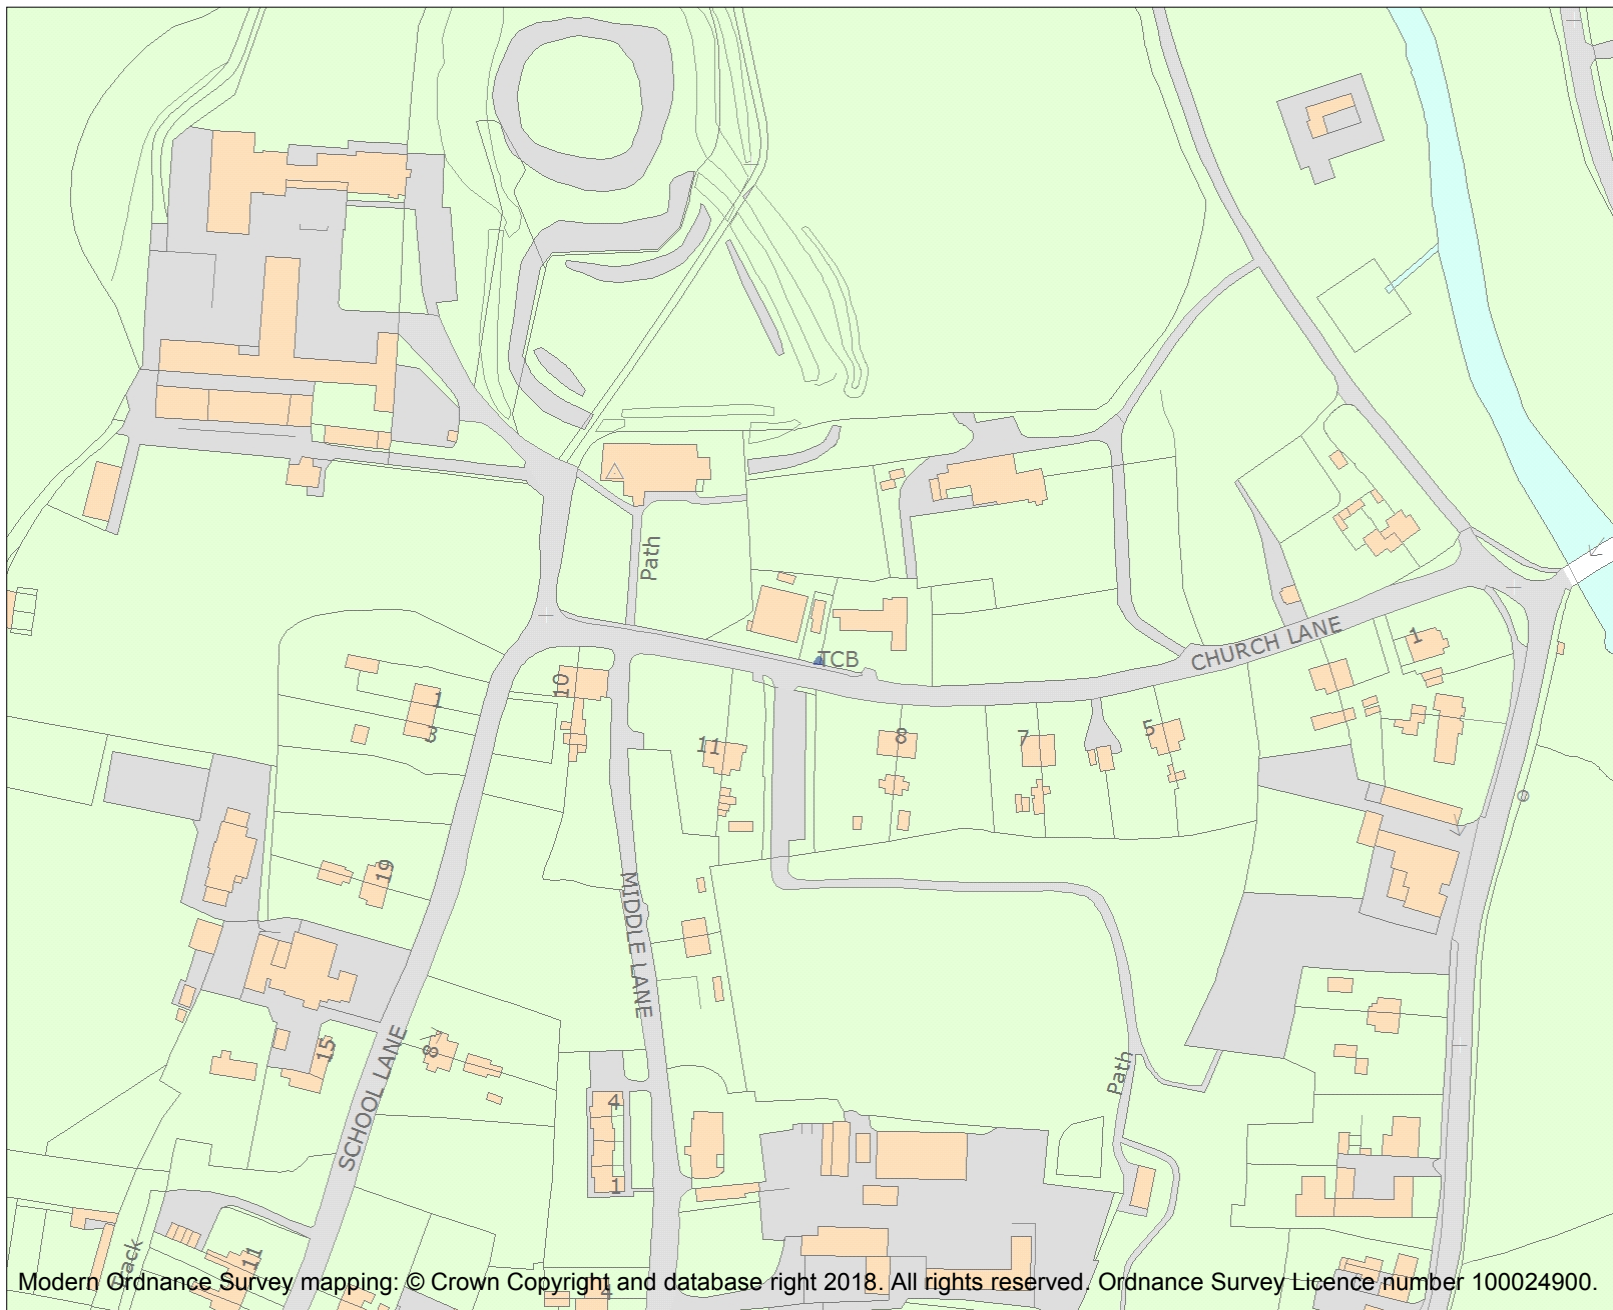 Path
TCB
CHURCH LANE
1
10
1
3
11
8
7
5
19
MIDDLE LANE
15
SCHOOL LANE
7
8
Path
4
1
11
4
Modern Ordnance Survey mapping: © Crown Copyright and database right 2018. All rights reserved. Ordnance Survey Licence number 100024900.